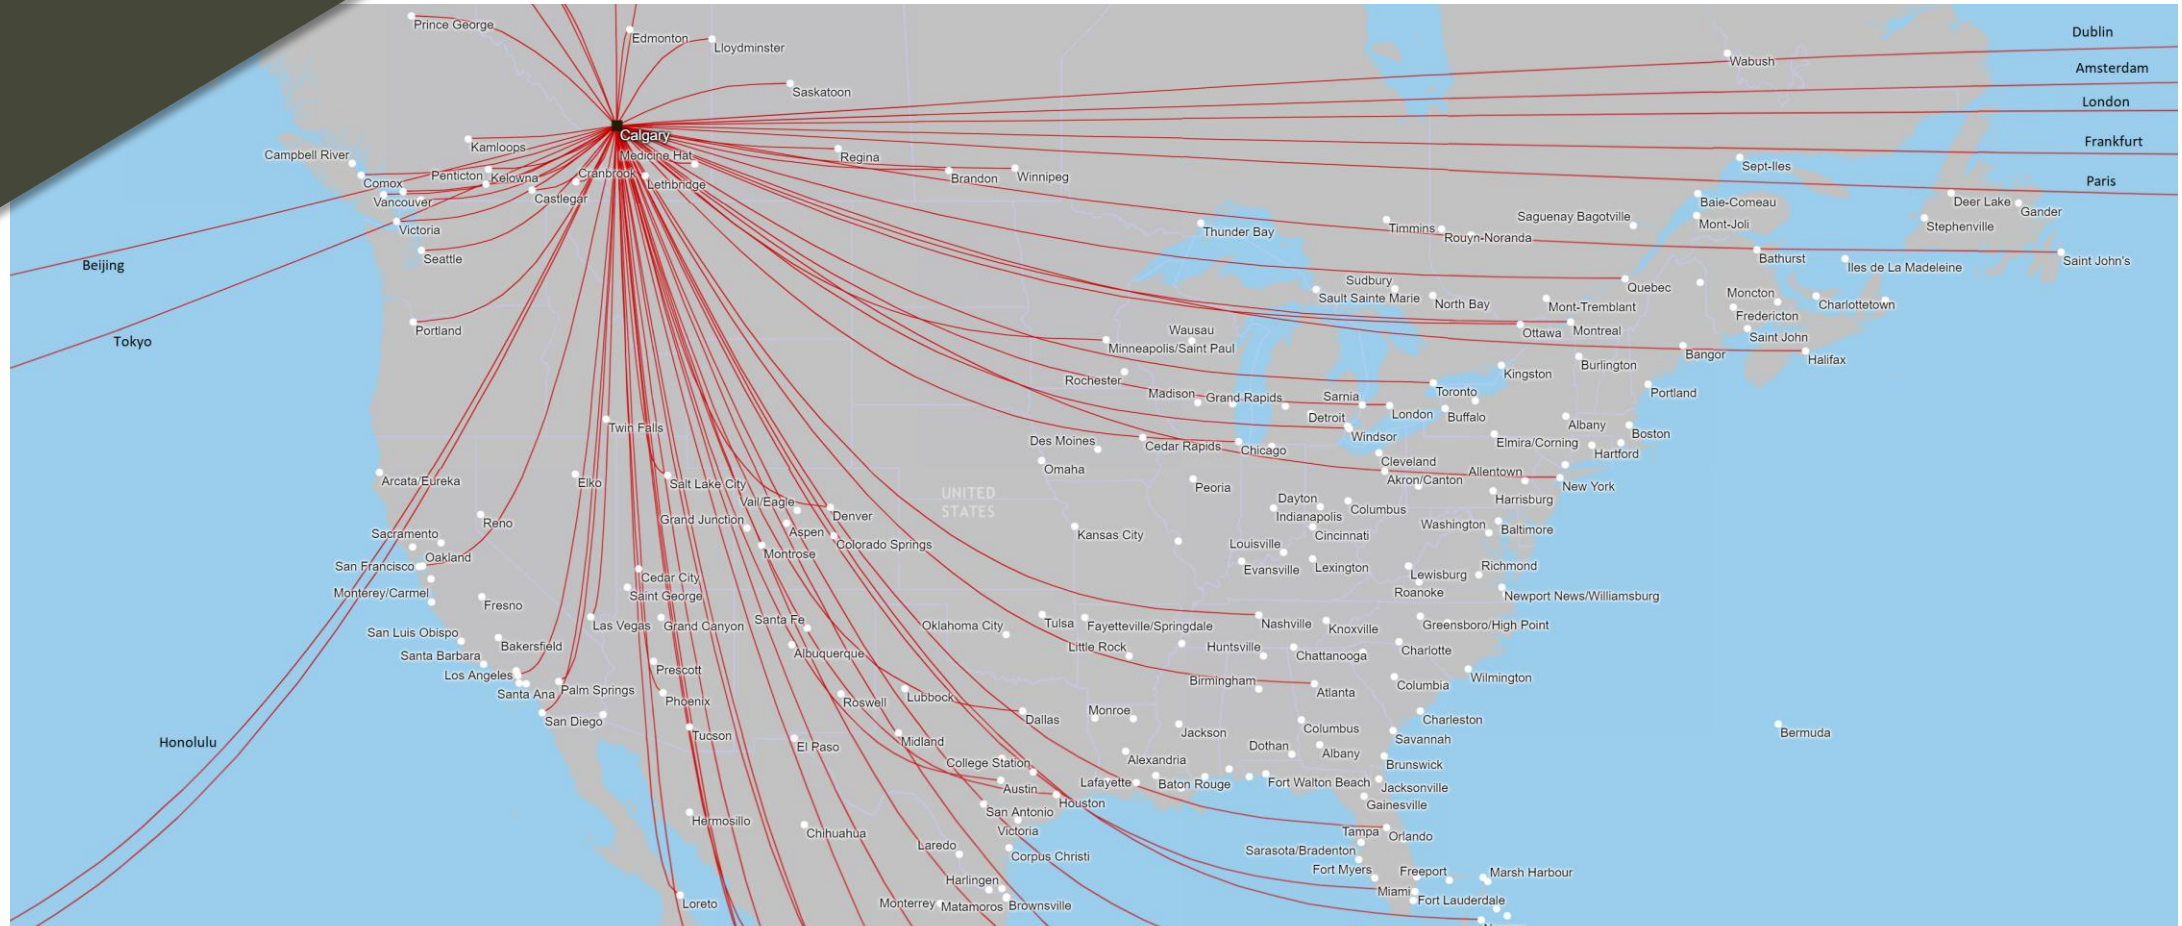 Dublin
Prince George
Edmonton
Lloydminster
Wabush
Amsterdam
Saskatoon
London
Calgary
Frankfurt
Kamloops
Campbell River
Medicine Hat
Regina
Sept-Iles
Comox
Penticton
Kelowna
Cranbrook
Lethbridge
Brandon
Winnipeg
Paris
Vancouver
Castlegar
Baie-Comeau
Deer Lake
Gander
Victoria
Saguenay Bagotville
Mont-Joli
Stephenville
Thunder Bay
Timmins
Rouyn-Noranda
Seattle
Beijing
Bathurst
Saint John's
Iles de La Madeleine
Sudbury
Quebec
Sault Sainte Marie
North Bay
Mont-Tremblant
Moncton
Charlottetown
Fredericton
Portland
Wausau
Ottawa
Montreal
Saint John
Tokyo
Minneapolis/Saint Paul
Bangor
Halifax
Burlington
Rochester
Kingston
Madison
Grand Rapids
Sarnia
Toronto
Portland
Detroit
London
Buffalo
Twin Falls
Albany
Windsor
Boston
Des Moines
Cedar Rapids
Chicago
Elmira/Corning
Hartford
Omaha
Cleveland
Allentown
Arcata/Eureka
Elko
Salt Lake City
Akron/Canton
New York
Peoria
UNITED
STATES
Vail/Eagle
Dayton
Harrisburg
Reno
Grand Junction
Denver
Indianapolis
Columbus
Washington
Baltimore
Sacramento
Aspen
Colorado Springs
Kansas City
Cincinnati
Oakland
Montrose
Louisville
San Francisco
Evansville
Lexington
Lewisburg
Richmond
Cedar City
Monterey/Carmel
Saint George
Roanoke
Newport News/Williamsburg
Fresno
Las Vegas
Grand Canyon
Santa Fe
Oklahoma City
Tulsa
Fayetteville/Springdale
Nashville
Knoxville
Greensboro/High Point
San Luis Obispo
Bakersfield
Albuquerque
Little Rock
Huntsville
Chattanooga
Charlotte
Santa Barbara
Los Angeles
Prescott
Santa Ana
Palm Springs
Birmingham
Atlanta
Columbia
Wilmington
Phoenix
Roswell
Lubbock
San Diego
Dallas
Monroe
Charleston
Tucson
Jackson
Columbus
Bermuda
Honolulu
El Paso
Midland
Dothan
Albany
Savannah
College Station
Alexandria
Brunswick
Austin
Lafayette
Baton Rouge
Fort Walton Beach
Jacksonville
Houston
Gainesville
San Antonio
Hermosillo
Chihuahua
Victoria
Tampa
Orlando
Laredo
Corpus Christi
Sarasota/Bradenton
Fort Myers
Freeport
Marsh Harbour
Harlingen
Miami
Loreto
Monterrey
Matamoros
Brownsville
Fort Lauderdale